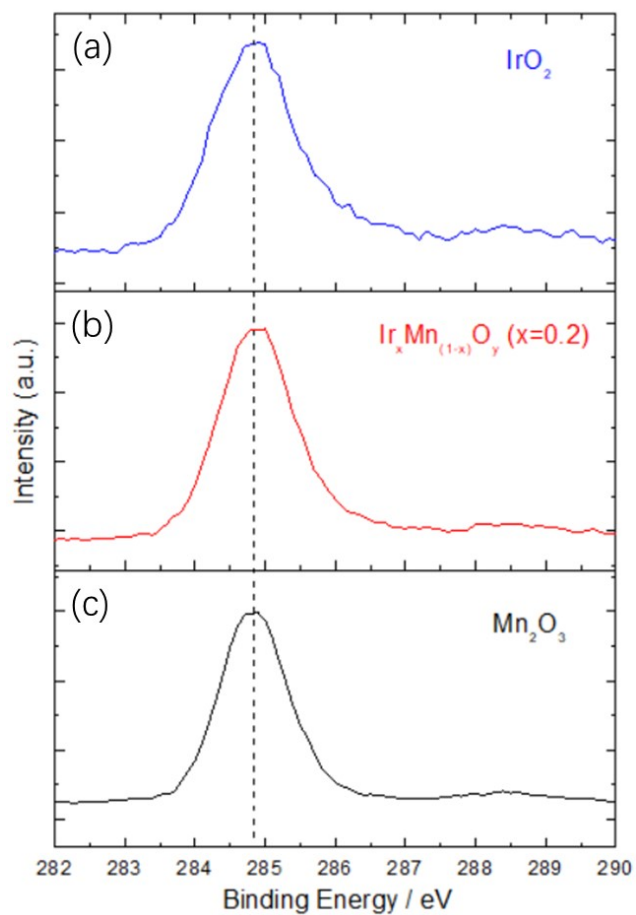 (a)
IrO₂
(b)
IrₓMn₍₁₋ₓ₎Oᵧ (x=0.2)
Intensity (a.u.)
(c)
Mn₂O₃
282 283 284 285 286 287 288 289 290
Binding Energy / eV